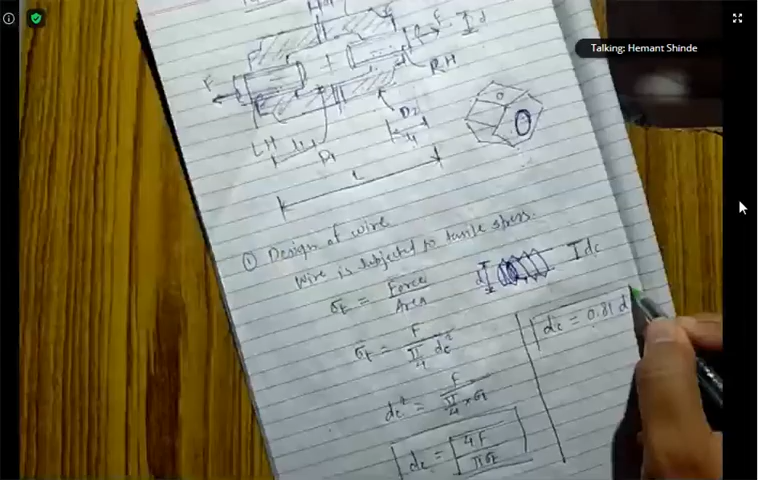 Talking: Hemant Shinde
F
d
RH
LH
D1
D2
L
① Design of wire
Wire is subjected to tensile stress.
σt = Force / Area
d
dc
σt = F / (π/4 dc²)
dc² = F / (π/4 × σt)
dc = √(4F / πσt)
dc = 0.81 d